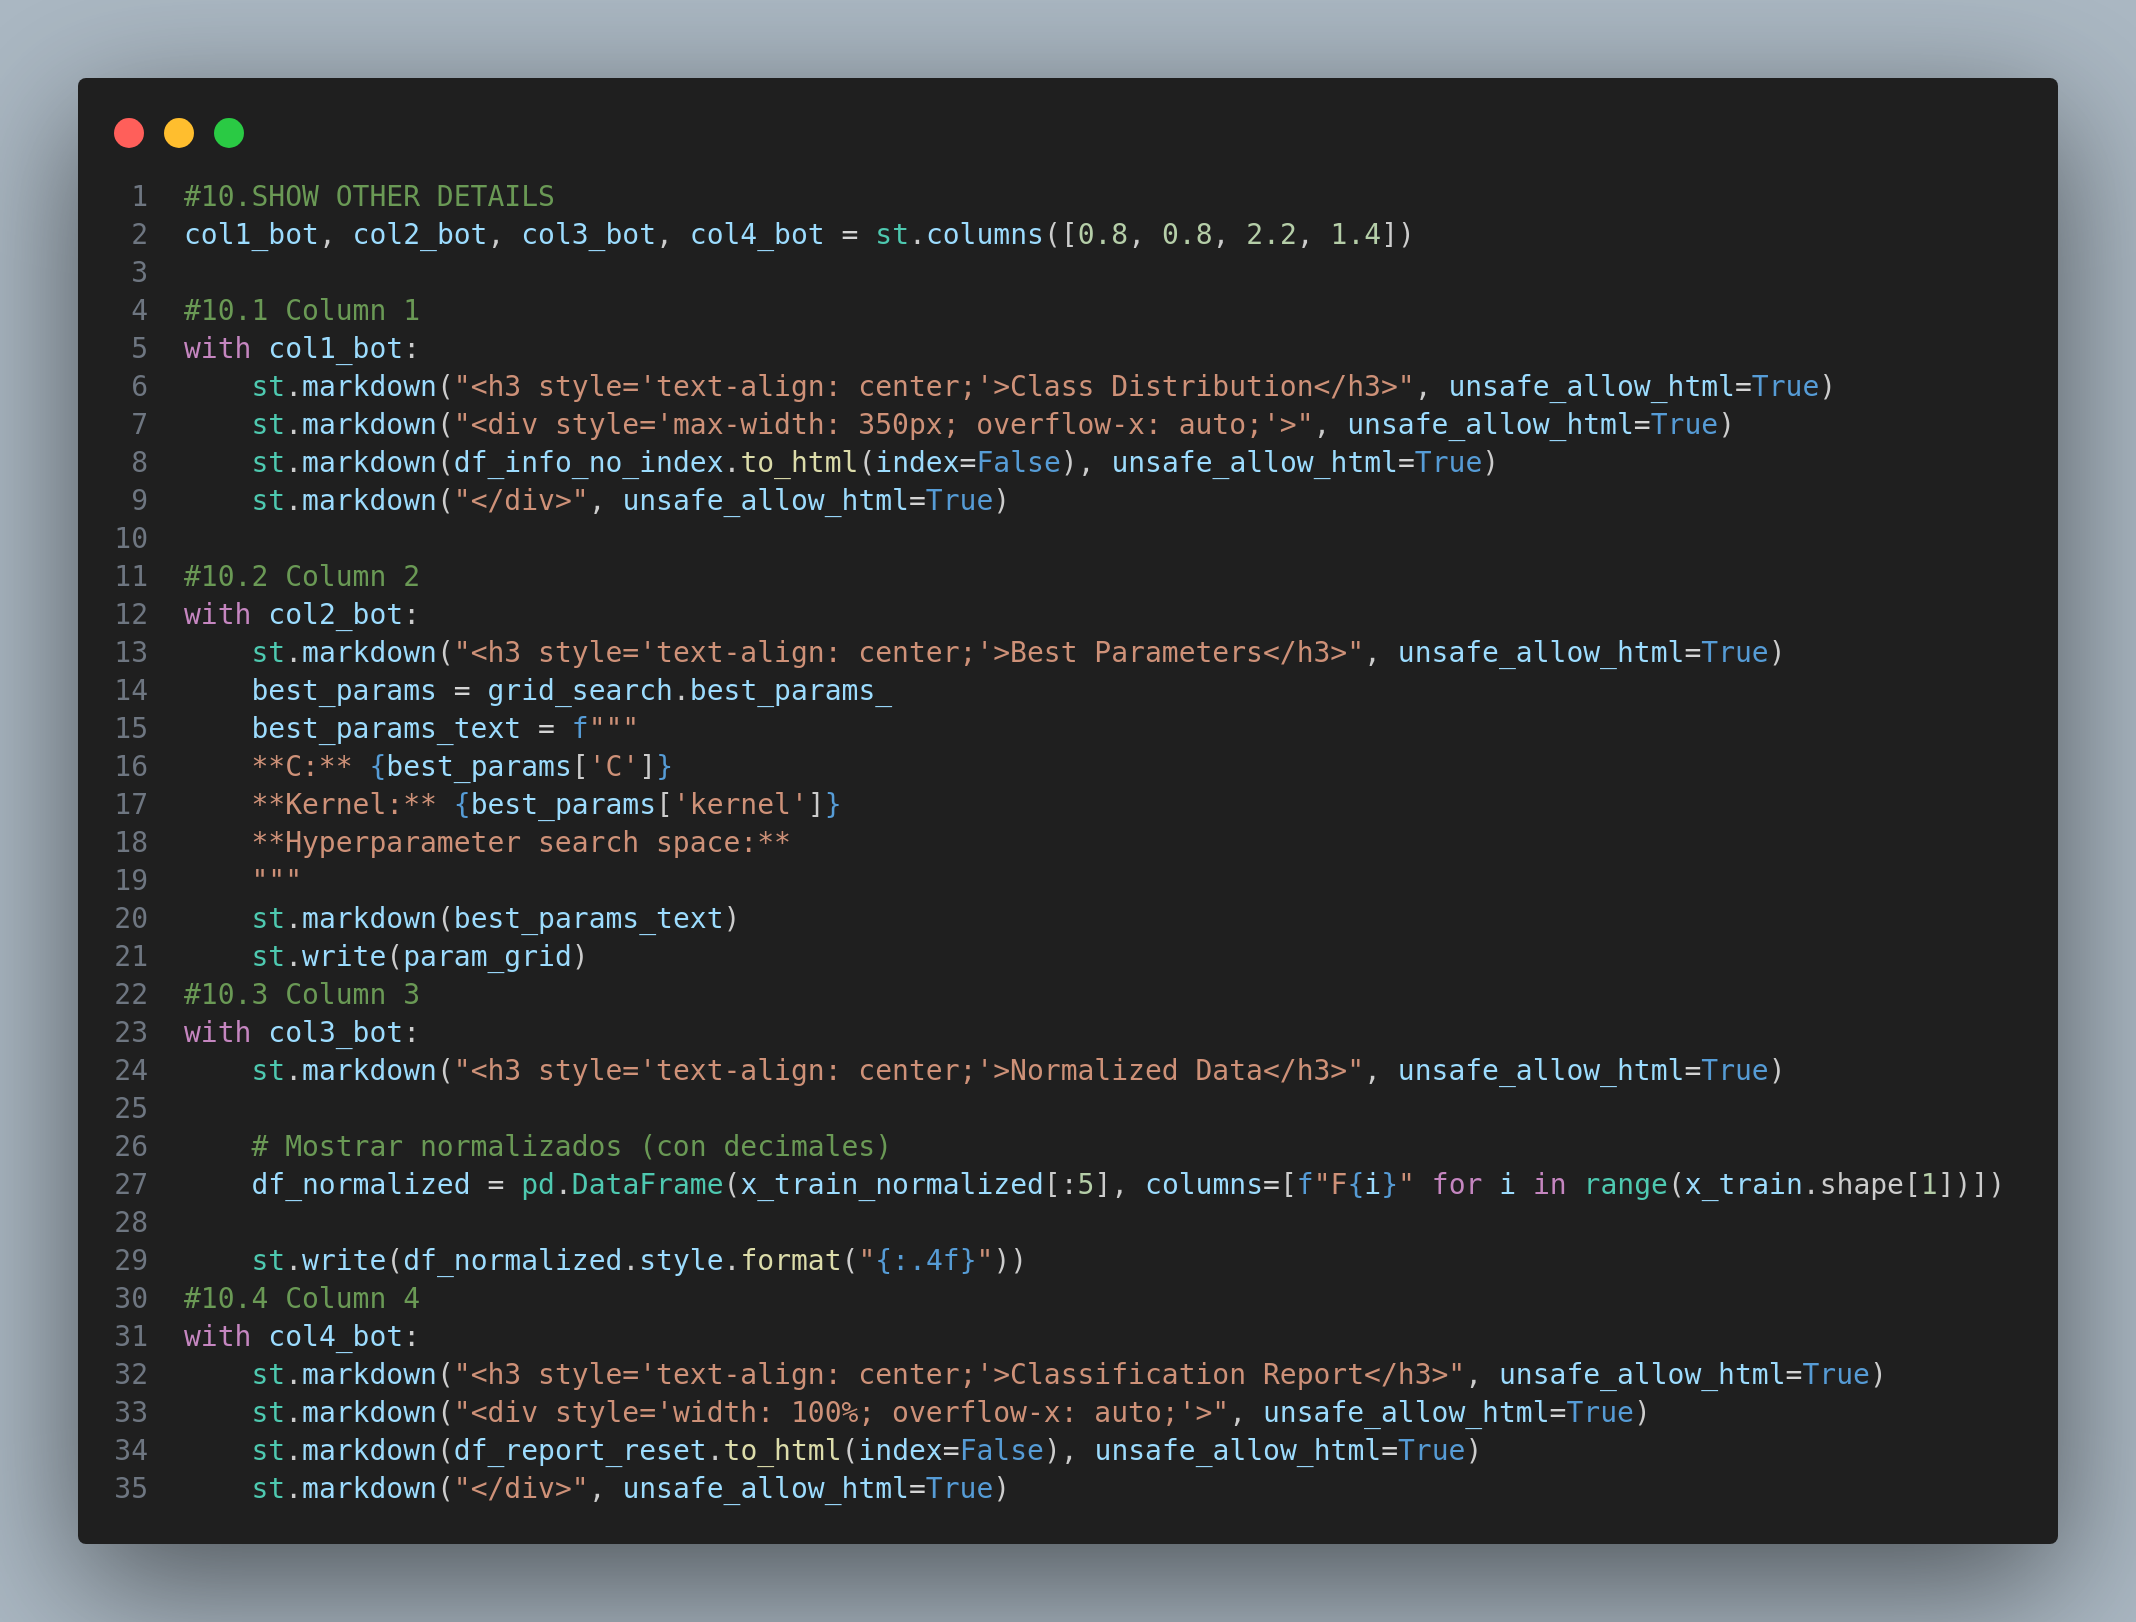 1 #10.SHOW OTHER DETAILS
2 col1_bot, col2_bot, col3_bot, col4_bot = st.columns([0.8, 0.8, 2.2, 1.4])
3
4 #10.1 Column 1
5 with col1_bot:
6     st.markdown("<h3 style='text-align: center;'>Class Distribution</h3>", unsafe_allow_html=True)
7     st.markdown("<div style='max-width: 350px; overflow-x: auto;'>", unsafe_allow_html=True)
8     st.markdown(df_info_no_index.to_html(index=False), unsafe_allow_html=True)
9     st.markdown("</div>", unsafe_allow_html=True)
10
11 #10.2 Column 2
12 with col2_bot:
13     st.markdown("<h3 style='text-align: center;'>Best Parameters</h3>", unsafe_allow_html=True)
14     best_params = grid_search.best_params_
15     best_params_text = f"""
16     **C:** {best_params['C']}
17     **Kernel:** {best_params['kernel']}
18     **Hyperparameter search space:**
19     """
20     st.markdown(best_params_text)
21     st.write(param_grid)
22 #10.3 Column 3
23 with col3_bot:
24     st.markdown("<h3 style='text-align: center;'>Normalized Data</h3>", unsafe_allow_html=True)
25
26     # Mostrar normalizados (con decimales)
27     df_normalized = pd.DataFrame(x_train_normalized[:5], columns=[f"F{i}" for i in range(x_train.shape[1])])
28
29     st.write(df_normalized.style.format("{:.4f}"))
30 #10.4 Column 4
31 with col4_bot:
32     st.markdown("<h3 style='text-align: center;'>Classification Report</h3>", unsafe_allow_html=True)
33     st.markdown("<div style='width: 100%; overflow-x: auto;'>", unsafe_allow_html=True)
34     st.markdown(df_report_reset.to_html(index=False), unsafe_allow_html=True)
35     st.markdown("</div>", unsafe_allow_html=True)